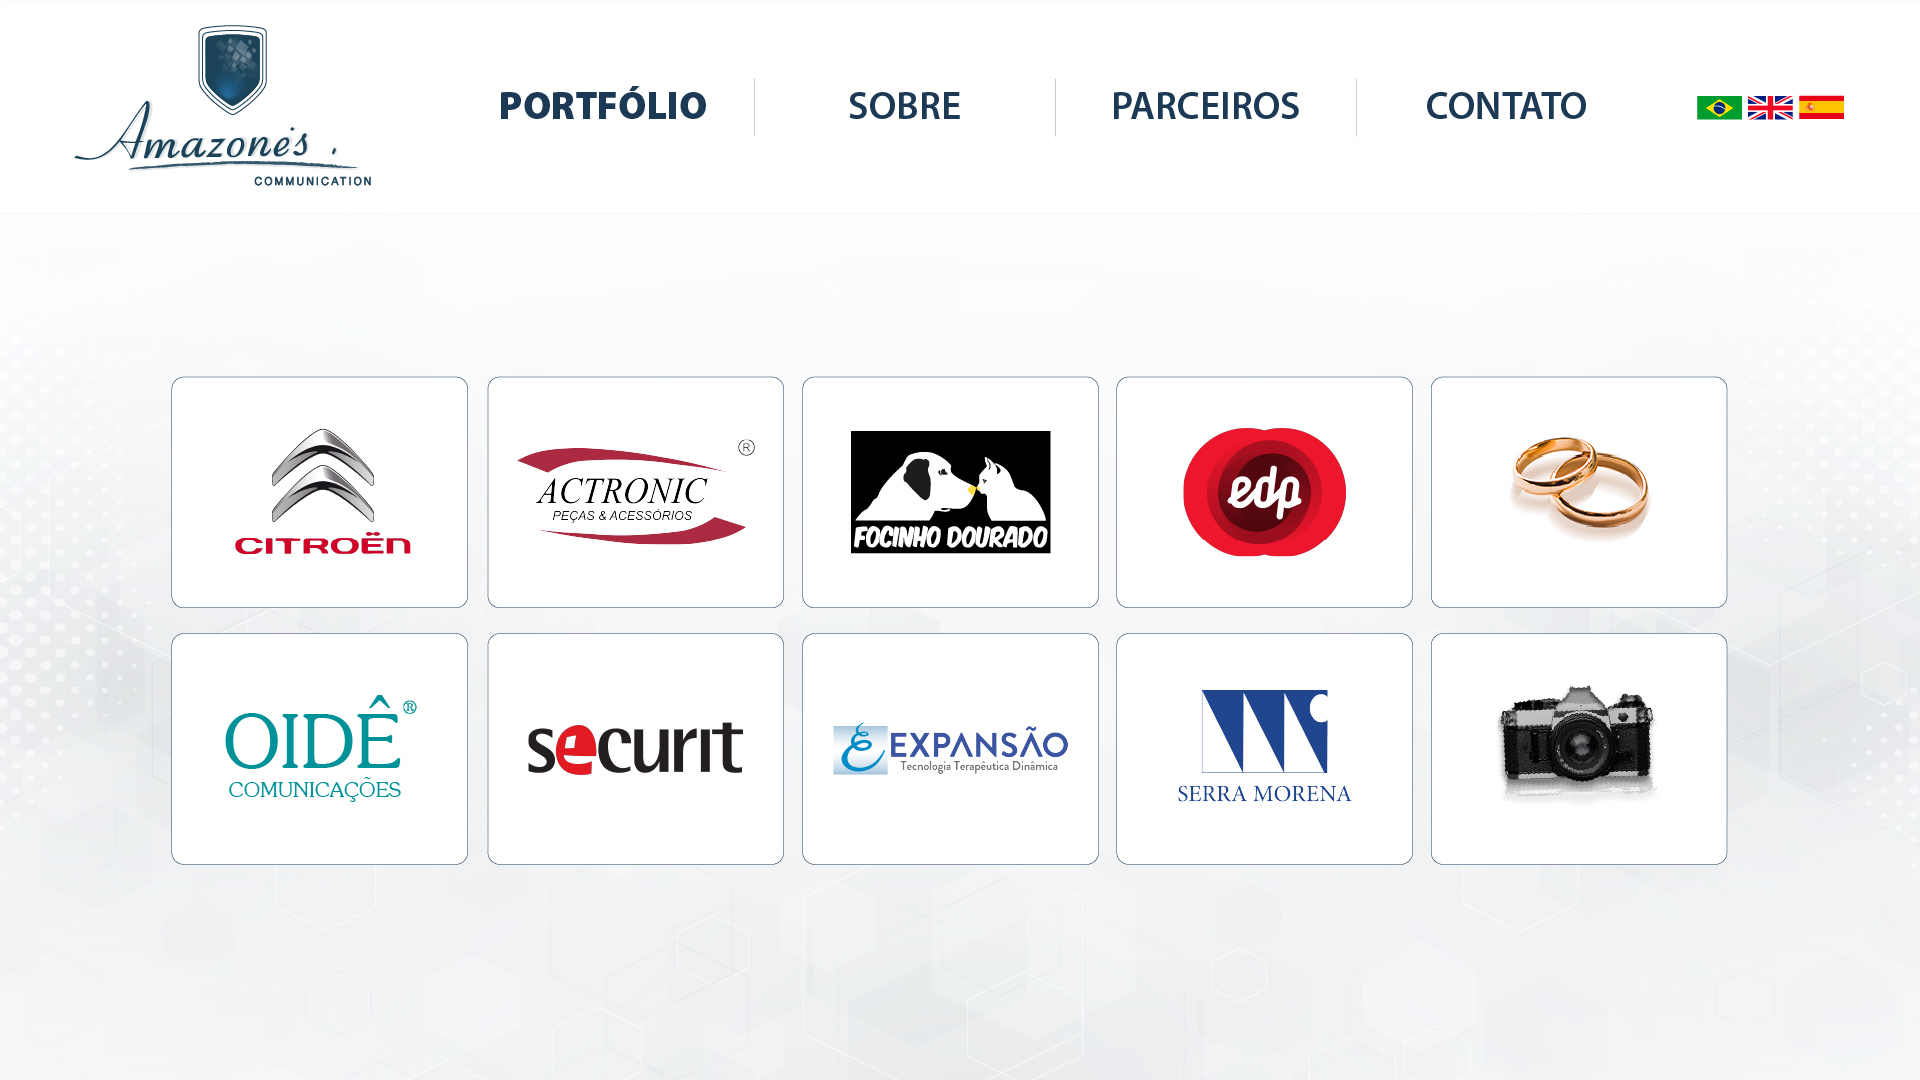 Amazone's .
COMMUNICATION
PORTFÓLIO
SOBRE
PARCEIROS
CONTATO
CITROËN
ACTRONIC ®
PEÇAS & ACESSÓRIOS
FOCINHO DOURADO
edp
OIDÊ ®
COMUNICAÇÕES
securit
EXPANSÃO
Tecnologia Terapêutica Dinâmica
SERRA MORENA